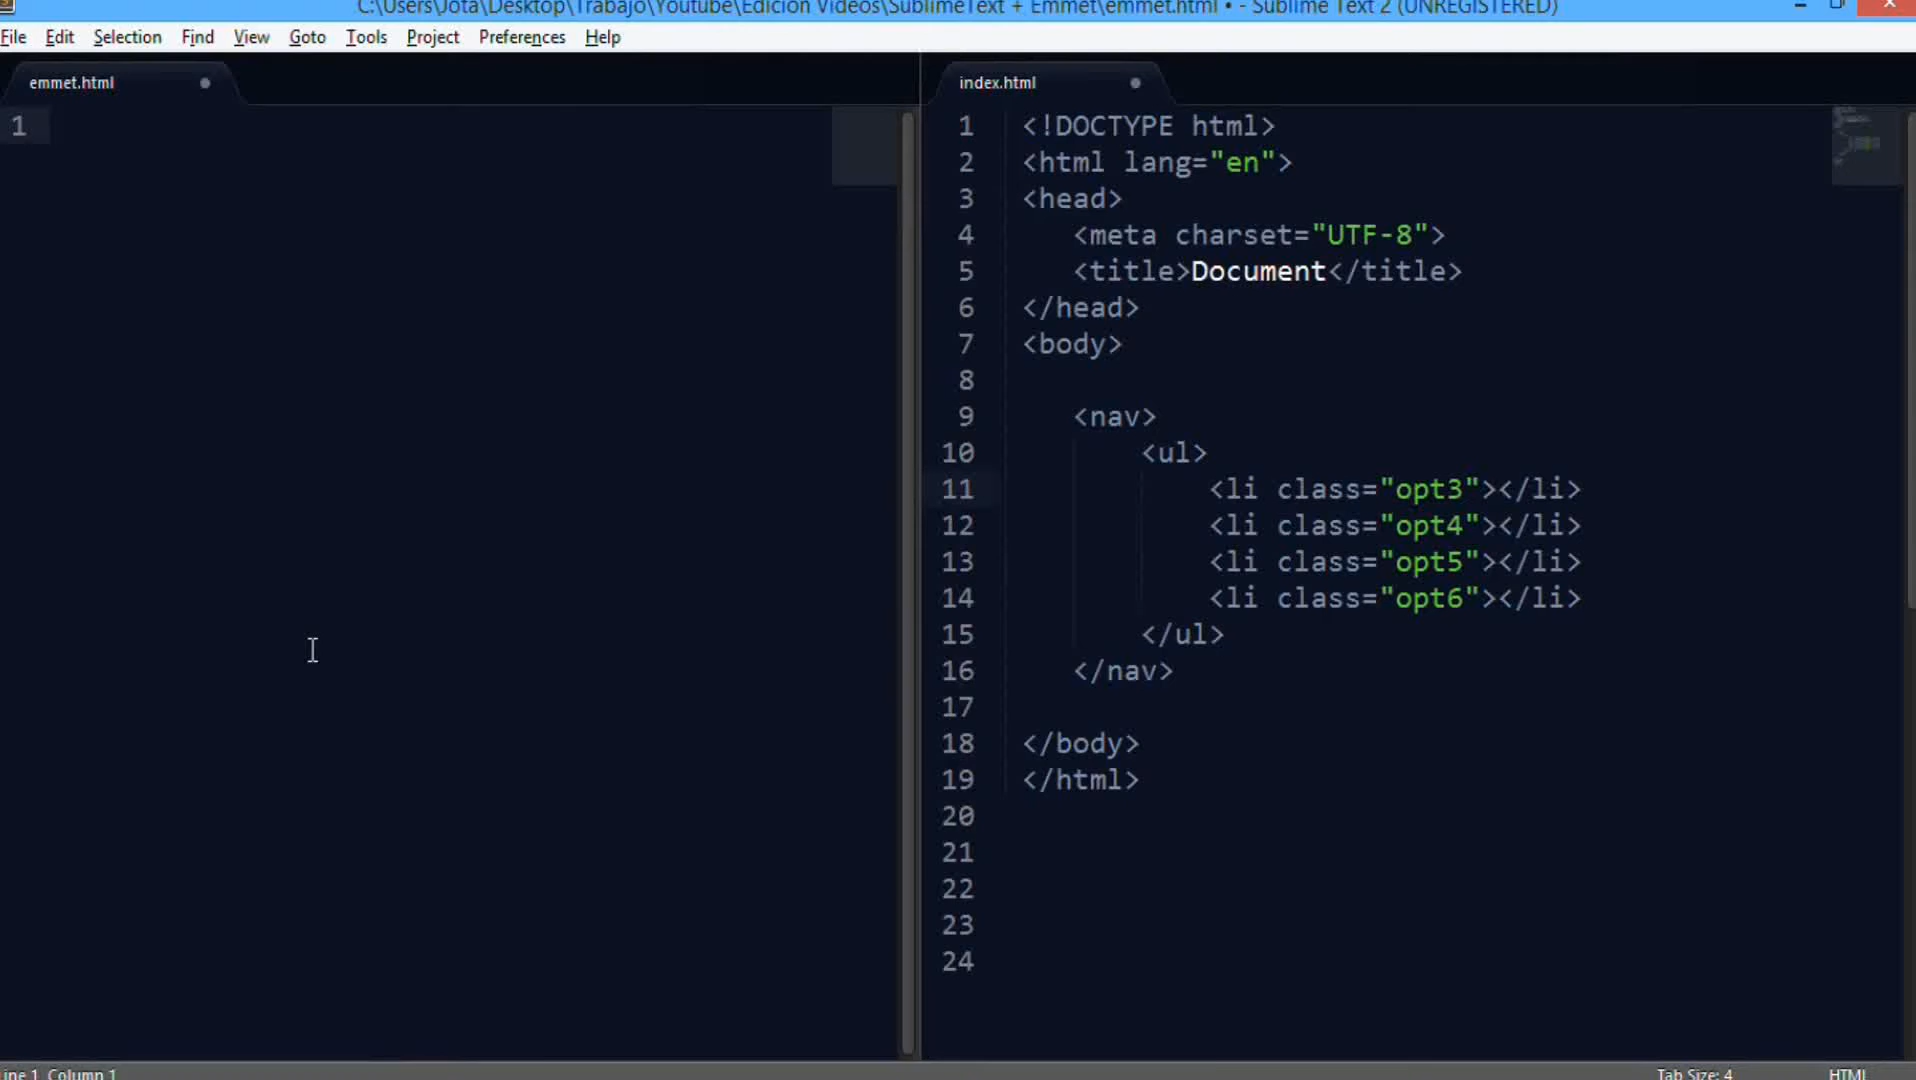 C:\Users\Jota\Desktop\Trabajo\Youtube\Edicion Videos\SublimeText + Emmet\emmet.html • - Sublime Text 2 (UNREGISTERED)
File Edit Selection Find View Goto Tools Project Preferences Help
emmet.html
1
index.html
1 <!DOCTYPE html>
2 <html lang="en">
3 <head>
4 <meta charset="UTF-8">
5 <title>Document</title>
6 </head>
7 <body>
8
9 <nav>
10 <ul>
11 <li class="opt3"></li>
12 <li class="opt4"></li>
13 <li class="opt5"></li>
14 <li class="opt6"></li>
15 </ul>
16 </nav>
17
18 </body>
19 </html>
20
21
22
23
24
ine 1, Column 1 Tab Size: 4 HTML